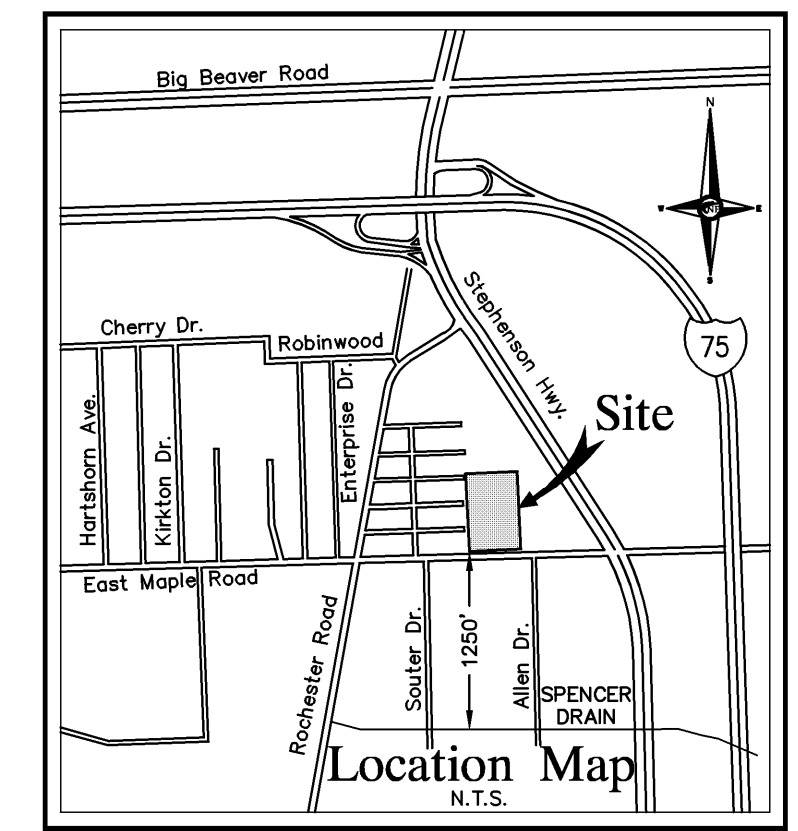 Big Beaver Road
N
W
E
S
Stephenson Hwy.
75
Cherry Dr.
Robinwood
Site
Hartshorn Ave.
Kirkton Dr.
Enterprise Dr.
East Maple Road
Rochester Road
Souter Dr.
1250'
Allen Dr.
SPENCER
DRAIN
Location Map
N.T.S.